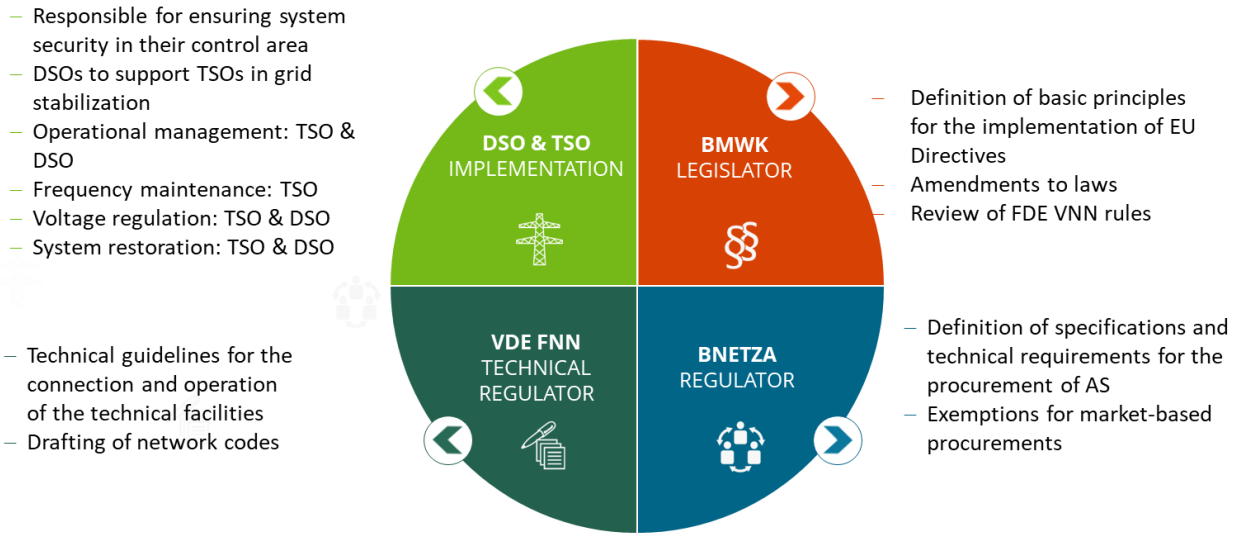 – Responsible for ensuring system
security in their control area
– DSOs to support TSOs in grid
stabilization
– Operational management: TSO &
DSO
– Frequency maintenance: TSO
– Voltage regulation: TSO & DSO
– System restoration: TSO & DSO
DSO & TSO
IMPLEMENTATION
BMWK
LEGISLATOR
§§
– Definition of basic principles
for the implementation of EU
Directives
– Amendments to laws
– Review of FDE VNN rules
– Technical guidelines for the
connection and operation
of the technical facilities
– Drafting of network codes
VDE FNN
TECHNICAL
REGULATOR
BNETZA
REGULATOR
– Definition of specifications and
technical requirements for the
procurement of AS
– Exemptions for market-based
procurements